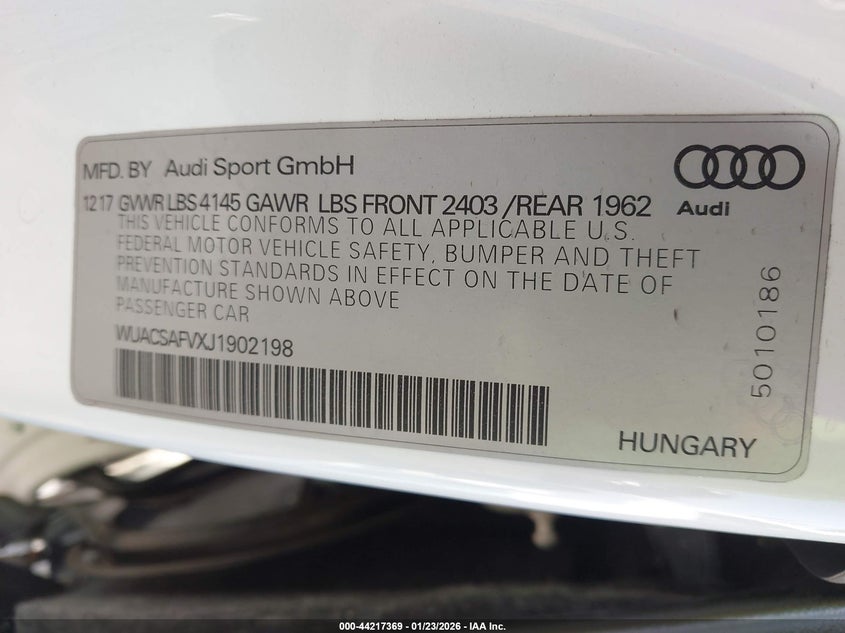 MFD. BY Audi Sport GmbH
Audi
12 17 GVWR LBS 4145 GAWR LBS FRONT 2403 /REAR 1962
THIS VEHICLE CONFORMS TO ALL APPLICABLE U.S.
FEDERAL MOTOR VEHICLE SAFETY, BUMPER AND THEFT
PREVENTION STANDARDS IN EFFECT ON THE DATE OF
MANUFACTURE SHOWN ABOVE
PASSENGER CAR
WUACSAFVXJ1902198
5010186
HUNGARY
000-44217369 - 01/23/2026 - IAA Inc.